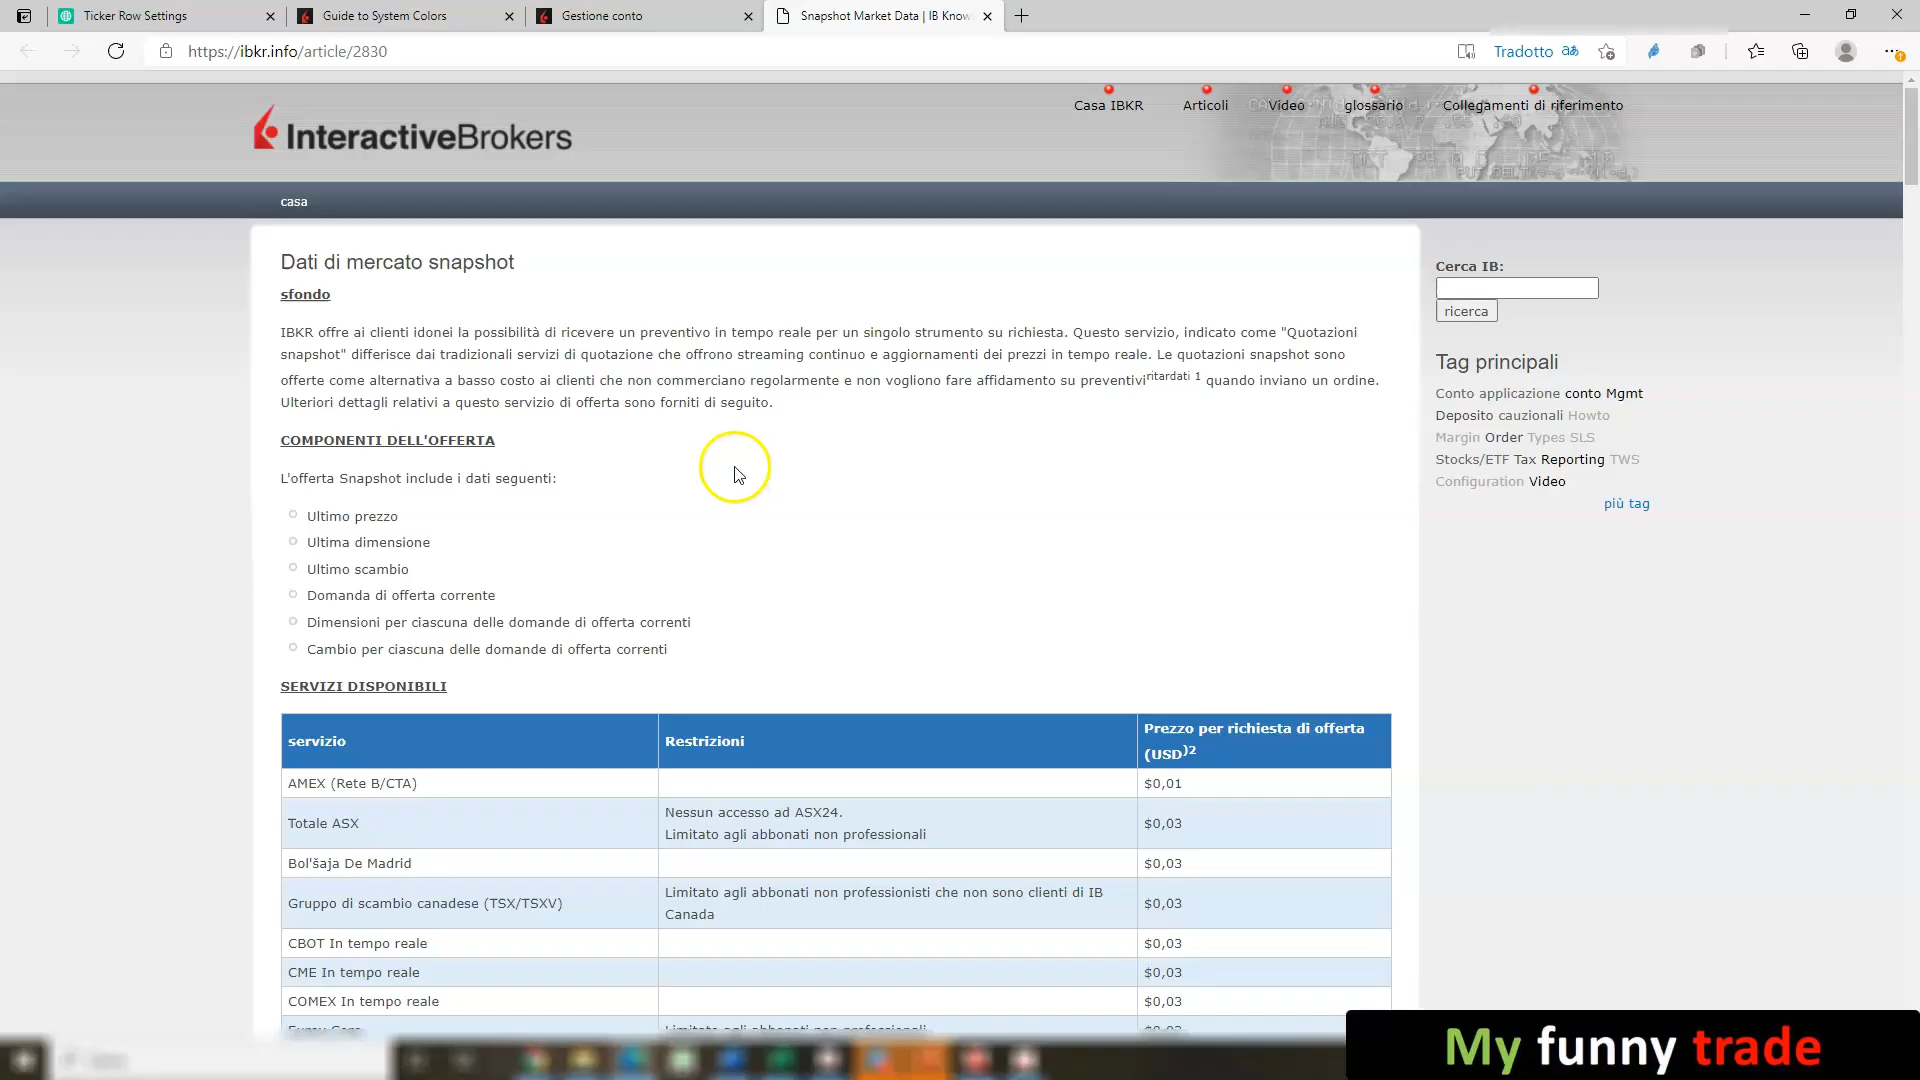 Ticker Row Settings
Guide to System Colors
Gestione conto
Snapshot Market Data | IB Know
https://ibkr.info/article/2830
Tradotto
InteractiveBrokers
Casa IBKR
Articoli
Video
glossario
Collegamenti di riferimento
casa
Dati di mercato snapshot
sfondo
IBKR offre ai clienti idonei la possibilità di ricevere un preventivo in tempo reale per un singolo strumento su richiesta. Questo servizio, indicato come "Quotazioni
snapshot" differisce dai tradizionali servizi di quotazione che offrono streaming continuo e aggiornamenti dei prezzi in tempo reale. Le quotazioni snapshot sono
offerte come alternativa a basso costo ai clienti che non commerciano regolarmente e non vogliono fare affidamento su preventiviritardati 1 quando inviano un ordine.
Ulteriori dettagli relativi a questo servizio di offerta sono forniti di seguito.
COMPONENTI DELL'OFFERTA
L'offerta Snapshot include i dati seguenti:
Ultimo prezzo
Ultima dimensione
Ultimo scambio
Domanda di offerta corrente
Dimensioni per ciascuna delle domande di offerta correnti
Cambio per ciascuna delle domande di offerta correnti
SERVIZI DISPONIBILI
servizio Restrizioni Prezzo per richiesta di offerta
(USD)2
AMEX (Rete B/CTA) $0,01
Totale ASX Nessun accesso ad ASX24. $0,03
Limitato agli abbonati non professionali
Bol'šaja De Madrid $0,03
Gruppo di scambio canadese (TSX/TSXV) Limitato agli abbonati non professionisti che non sono clienti di IB $0,03
Canada
CBOT In tempo reale $0,03
CME In tempo reale $0,03
COMEX In tempo reale $0,03
Limitato agli abbonati non professionali
Cerca IB:
ricerca
Tag principali
Conto applicazione conto Mgmt
Deposito cauzionali Howto
Margin Order Types SLS
Stocks/ETF Tax Reporting TWS
Configuration Video
più tag
My funny trade